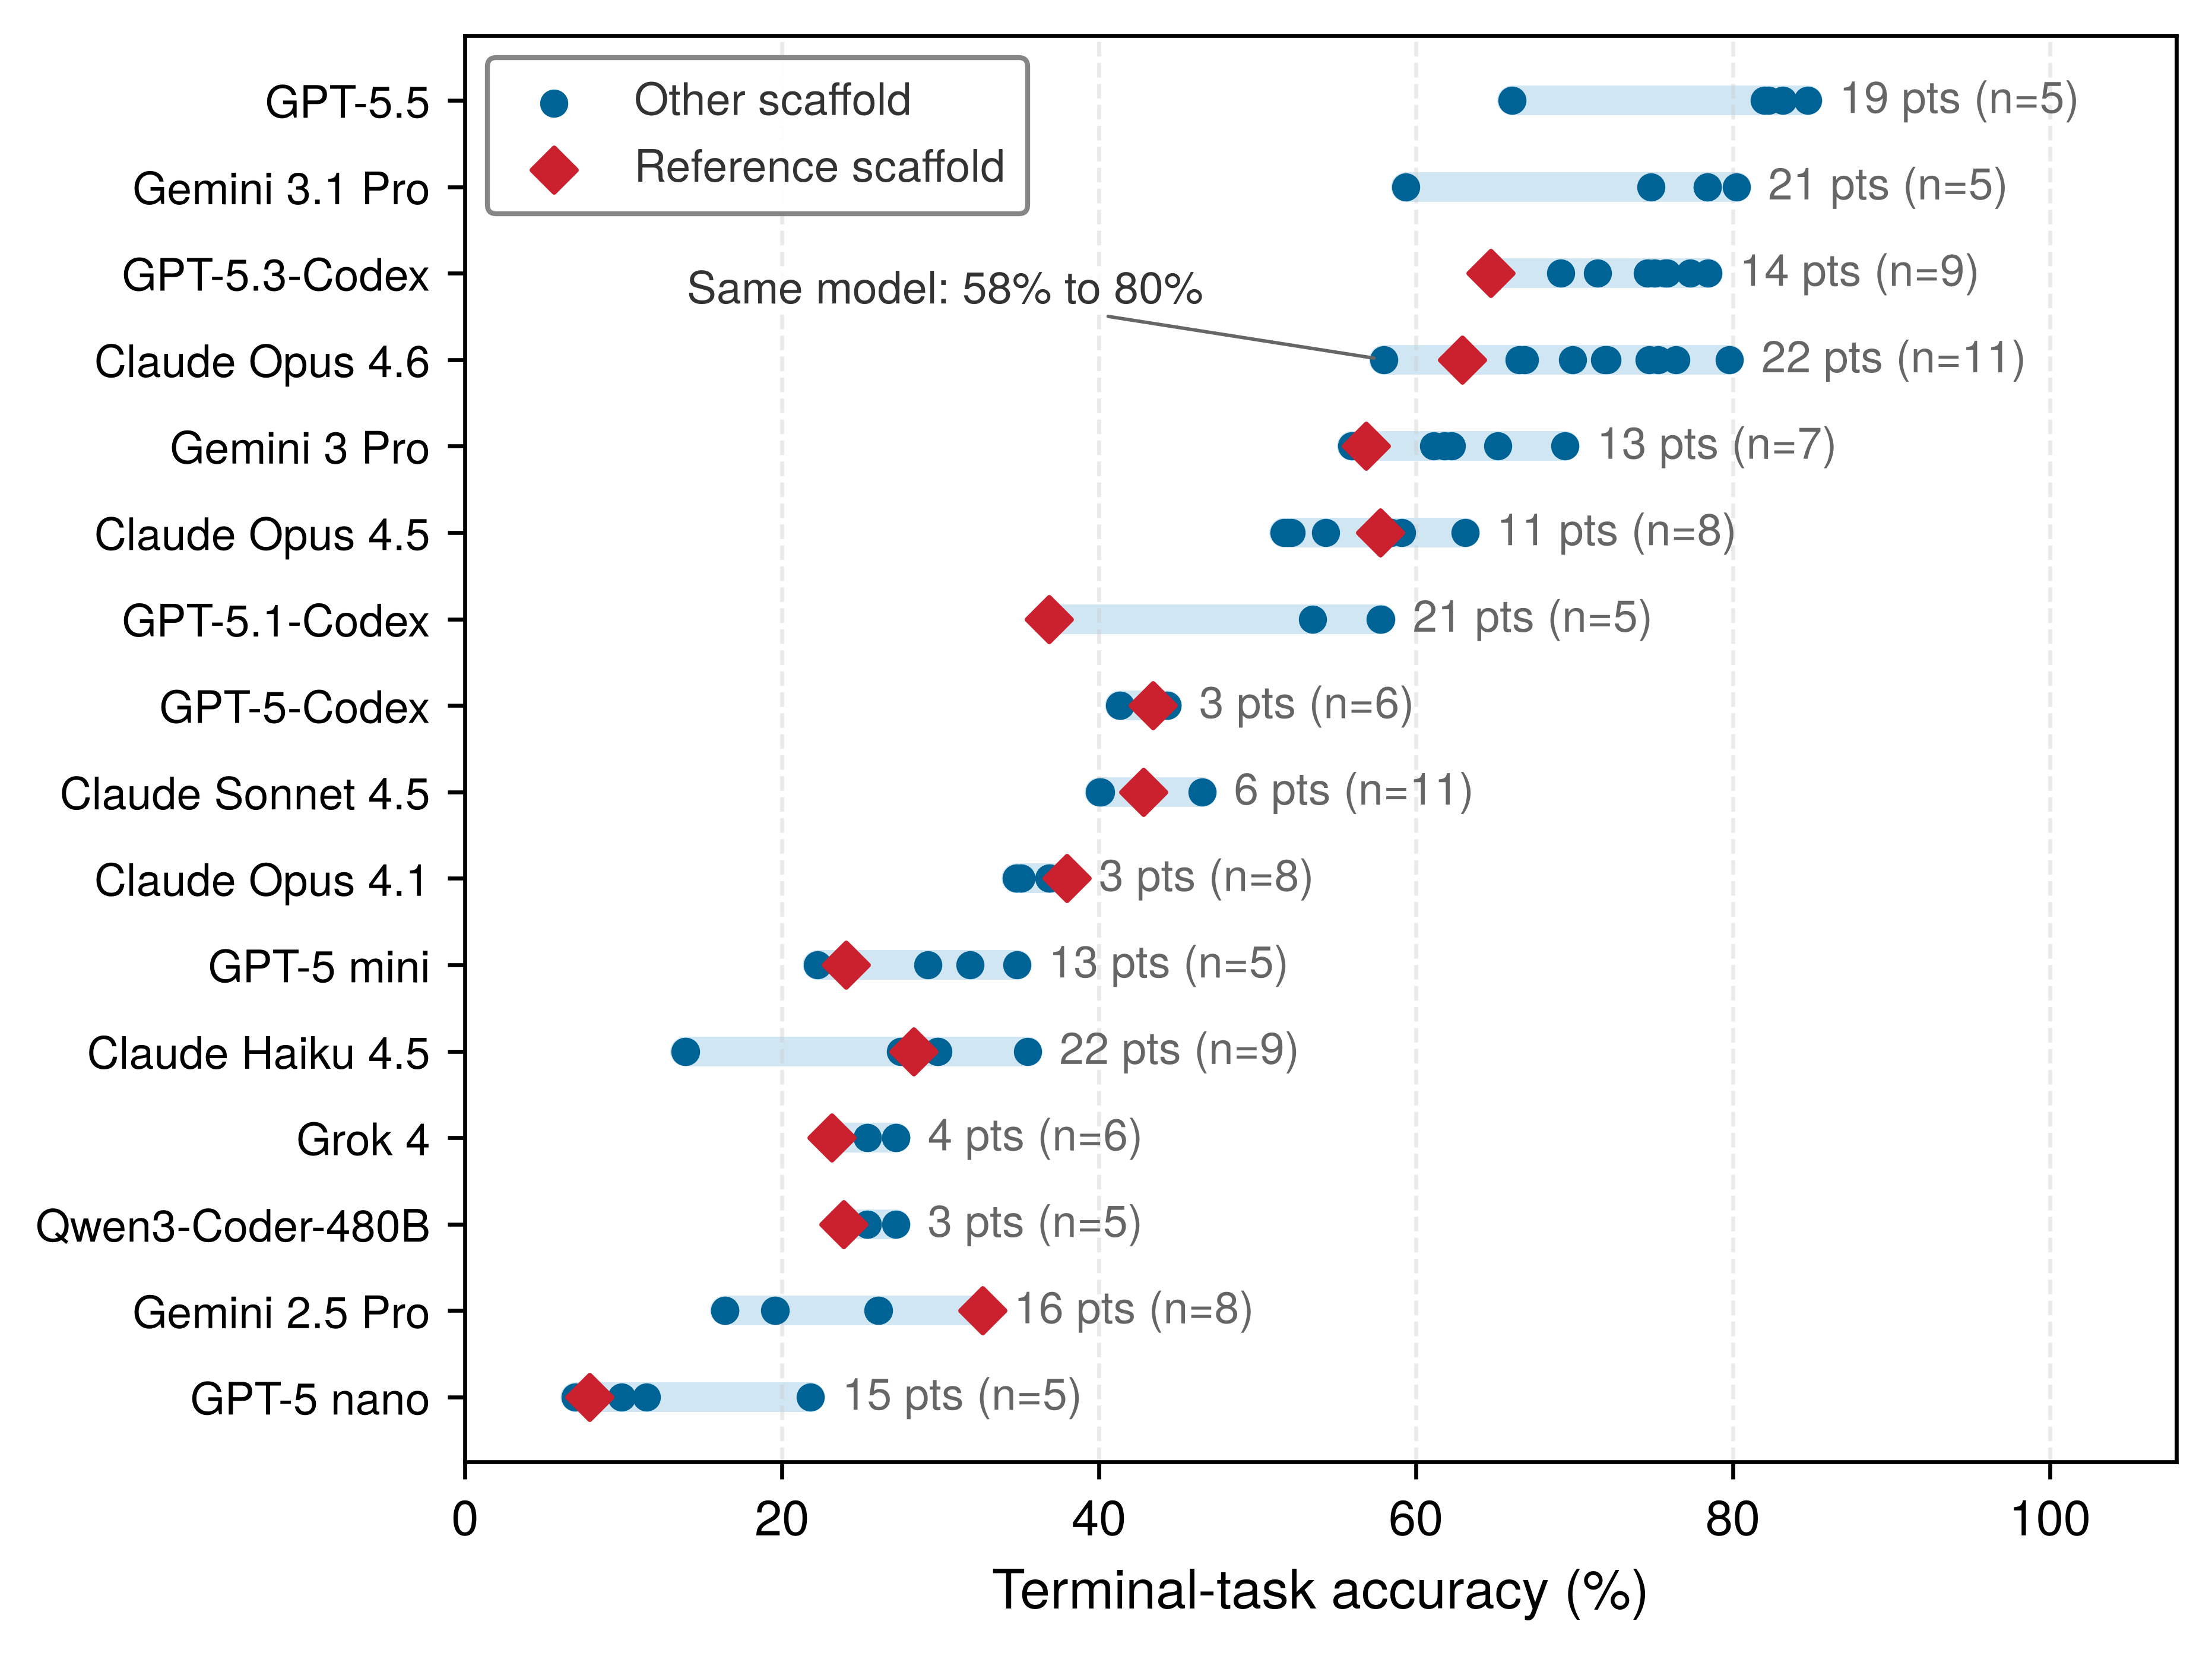 Other scaffold
Reference scaffold
GPT-5.5
19 pts (n=5)
Gemini 3.1 Pro
21 pts (n=5)
GPT-5.3-Codex
14 pts (n=9)
Same model: 58% to 80%
Claude Opus 4.6
22 pts (n=11)
Gemini 3 Pro
13 pts (n=7)
Claude Opus 4.5
11 pts (n=8)
GPT-5.1-Codex
21 pts (n=5)
GPT-5-Codex
3 pts (n=6)
Claude Sonnet 4.5
6 pts (n=11)
Claude Opus 4.1
3 pts (n=8)
GPT-5 mini
13 pts (n=5)
Claude Haiku 4.5
22 pts (n=9)
Grok 4
4 pts (n=6)
Qwen3-Coder-480B
3 pts (n=5)
Gemini 2.5 Pro
16 pts (n=8)
GPT-5 nano
15 pts (n=5)
0 20 40 60 80 100
Terminal-task accuracy (%)